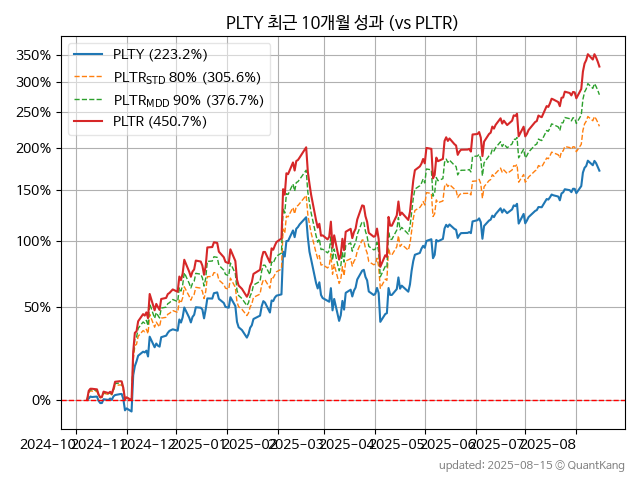 PLTY 최근 10개월 성과 (vs PLTR)
PLTY (223.2%)
PLTR_STD 80% (305.6%)
PLTR_MDD 90% (376.7%)
PLTR (450.7%)
350%
300%
250%
200%
150%
100%
50%
0%
2024-10 2024-11 2024-12 2025-01 2025-02 2025-03 2025-04 2025-05 2025-06 2025-07 2025-08
updated: 2025-08-15 © QuantKang